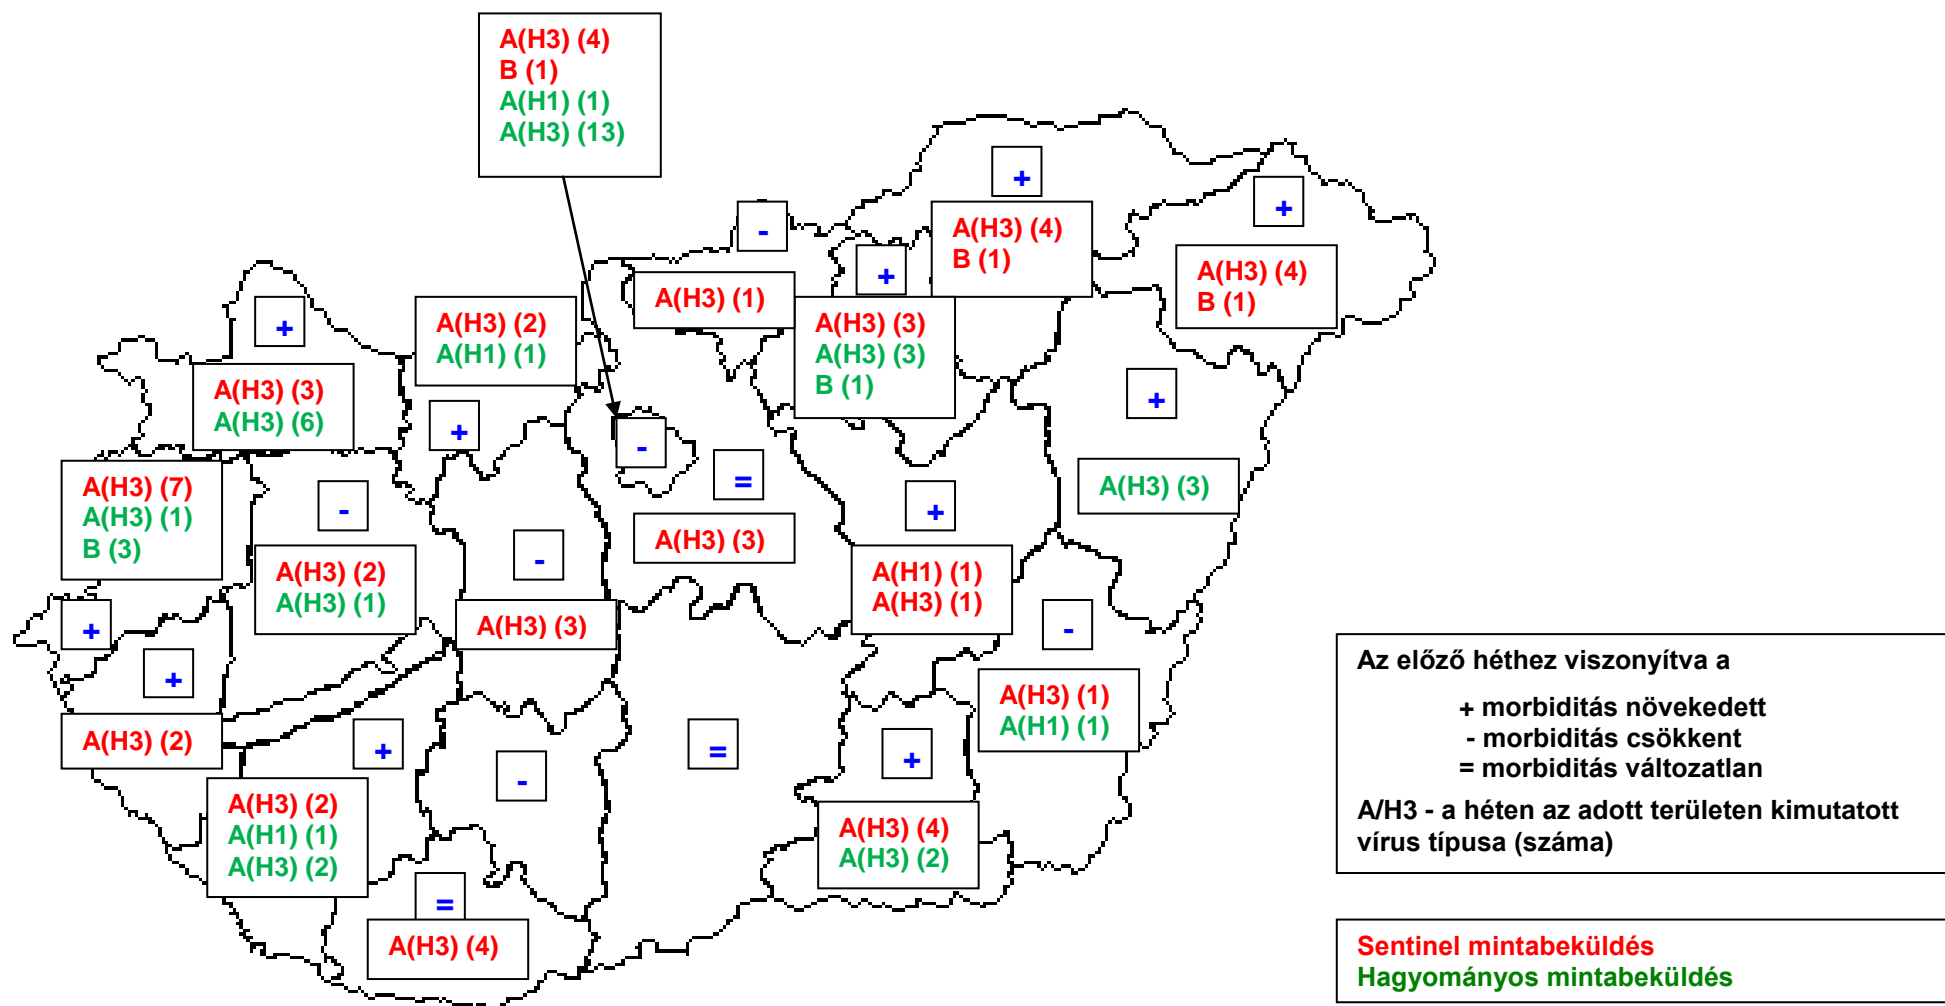 A(H3) (4)
B (1)
A(H1) (1)
A(H3) (13)
+
+
-
A(H3) (4)
B (1)
+
A(H3) (4)
B (1)
A(H3) (1)
+
A(H3) (2)
A(H1) (1)
A(H3) (3)
A(H3) (3)
B (1)
A(H3) (3)
A(H3) (6)
+
+
-
=
A(H3) (7)
A(H3) (1)
B (3)
-
+
A(H3) (3)
A(H3) (3)
-
A(H3) (2)
A(H3) (1)
A(H1) (1)
A(H3) (1)
+
A(H3) (3)
-
+
A(H3) (1)
A(H1) (1)
A(H3) (2)
+
-
=
+
A(H3) (2)
A(H1) (1)
A(H3) (2)
A(H3) (4)
A(H3) (2)
=
A(H3) (4)
Az előző héthez viszonyítva a
+ morbiditás növekedett
- morbiditás csökkent
= morbiditás változatlan
A/H3 - a héten az adott területen kimutatott
vírus típusa (száma)
Sentinel mintabeküldés
Hagyományos mintabeküldés